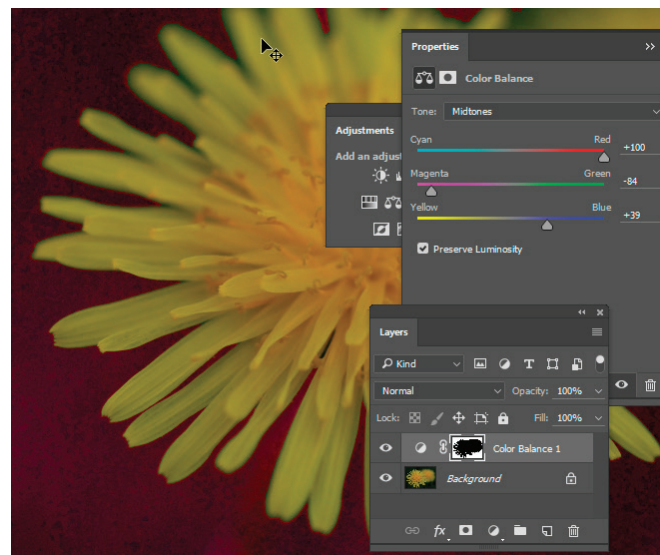 Properties
Color Balance
Tone: Midtones
Cyan Red +100
Magenta Green -84
Yellow Blue +39
Preserve Luminosity
Adjustments
Add an adjust
Layers
Kind
Normal Opacity: 100%
Lock: Fill: 100%
Color Balance 1
Background
fx